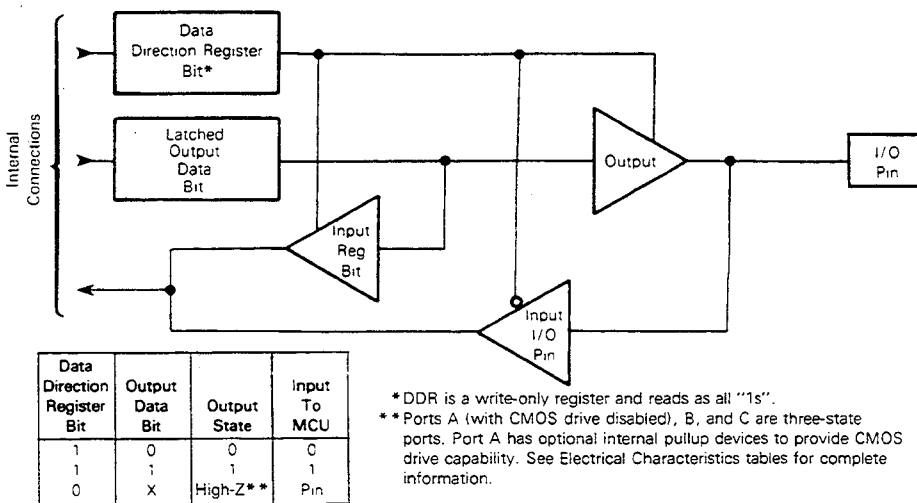 Internal
Connections
Data
Direction Register
Bit*
Latched
Output
Data
Bit
Output
I/O
Pin
Input
Reg
Bit
Input
I/O
Pin
Data
Direction
Register
Bit
Output
Data
Bit
Output
State
Input
To
MCU
1 0 0 0
1 1 1 1
0 X High-Z** Pin
*DDR is a write-only register and reads as all "1s".
**Ports A (with CMOS drive disabled), B, and C are three-state
ports. Port A has optional internal pullup devices to provide CMOS
drive capability. See Electrical Characteristics tables for complete
information.